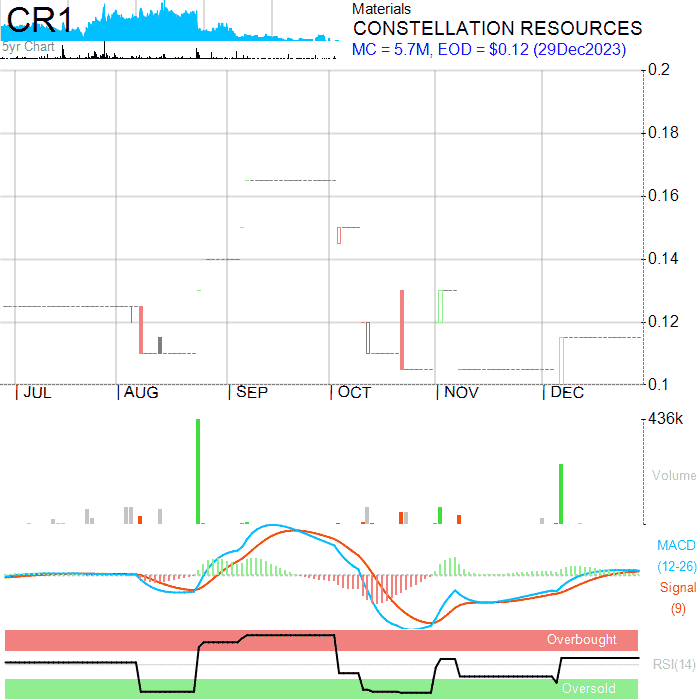 CR1
5yr Chart
Materials
CONSTELLATION RESOURCES
MC = 5.7M, EOD = $0.12 (29Dec2023)
0.2
0.18
0.16
0.14
0.12
0.1
JUL AUG SEP OCT NOV DEC
436k
Volume
MACD
(12-26)
Signal
(9)
Overbought
RSI(14)
Oversold